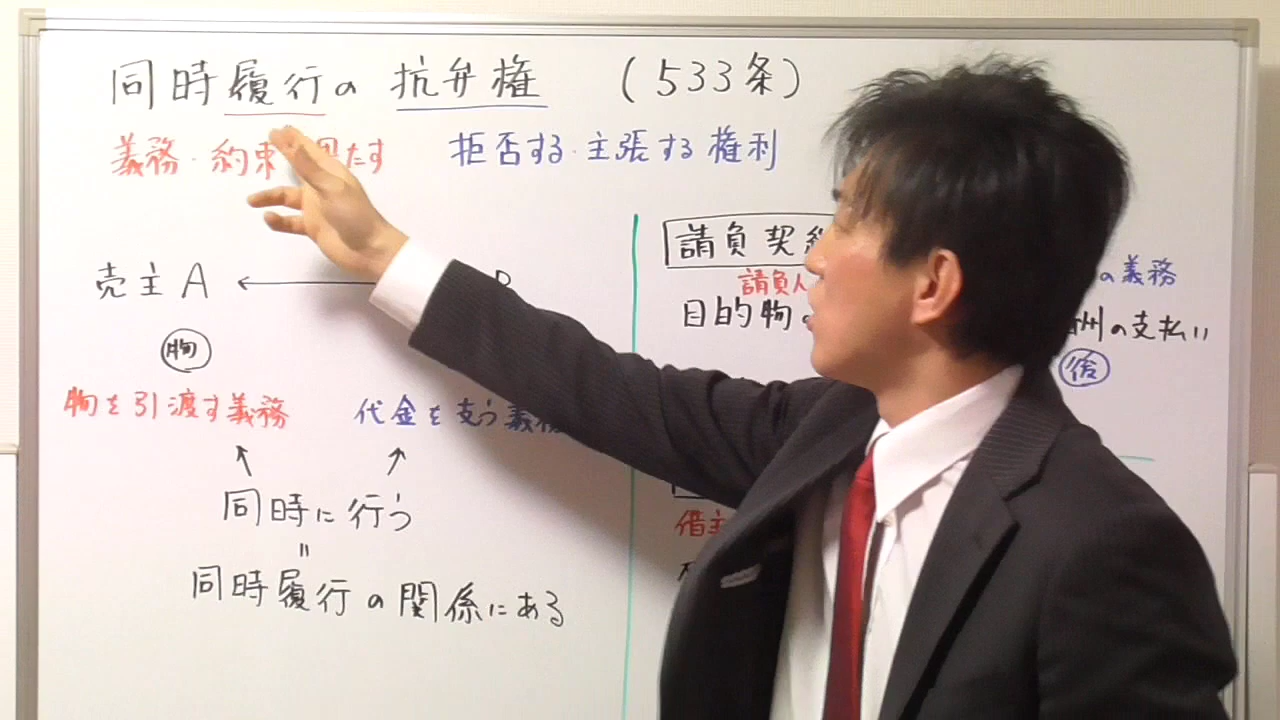 同時履行の 抗弁権 (533条)
義務・約束 たす 拒否する・主張する権利
売主 A ←
物
物を引渡す義務 代金を支う義務
同時に行う
〃
同時履行の関係にある
請負契
請負人 の義務
目的物の の支払い
後
借主